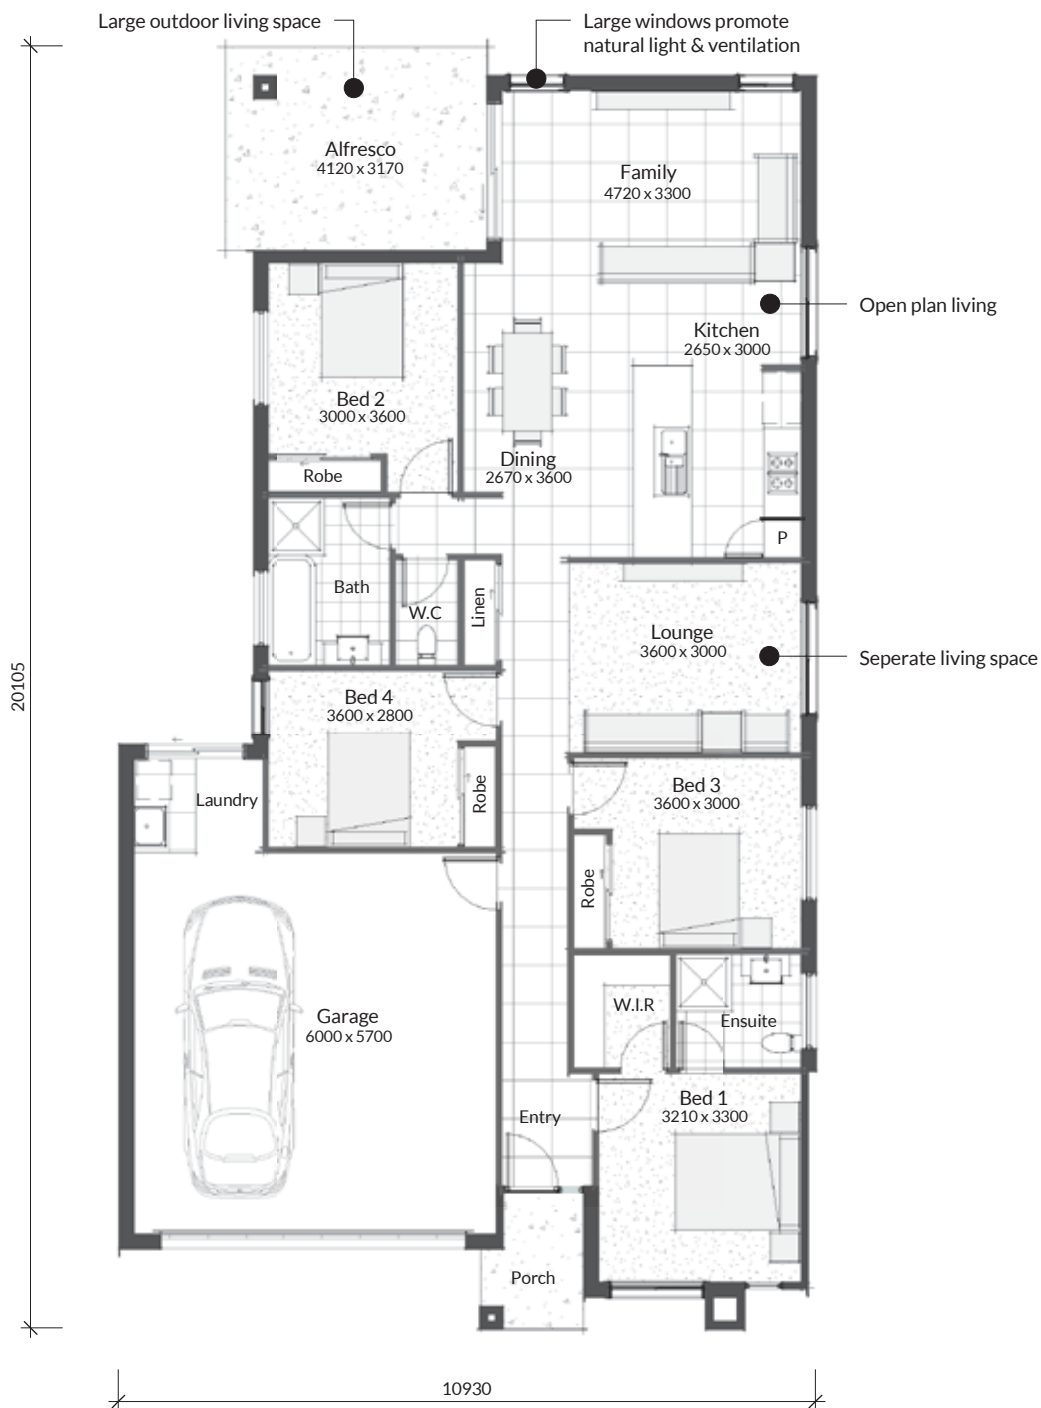 Large outdoor living space
Large windows promote
natural light & ventilation
Alfresco
4120 x 3170
Family
4720 x 3300
Open plan living
Kitchen
2650 x 3000
Bed 2
3000 x 3600
Dining
2670 x 3600
Robe
P
Bath
W.C
Linen
Lounge
3600 x 3000
Seperate living space
20105
Bed 4
3600 x 2800
Bed 3
3600 x 3000
Laundry
Robe
Robe
W.I.R
Ensuite
Garage
6000 x 5700
Bed 1
3210 x 3300
Entry
Porch
10930